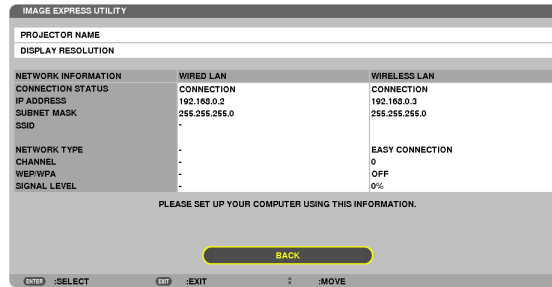 IMAGE EXPRESS UTILITY
PROJECTOR NAME
DISPLAY RESOLUTION
NETWORK INFORMATION WIRED LAN WIRELESS LAN
CONNECTION STATUS CONNECTION CONNECTION
IP ADDRESS 192.168.0.2 192.168.0.3
SUBNET MASK 255.255.255.0 255.255.255.0
SSID -
NETWORK TYPE - EASY CONNECTION
CHANNEL - 0
WEP/WPA - OFF
SIGNAL LEVEL - 0%
PLEASE SET UP YOUR COMPUTER USING THIS INFORMATION.
BACK
ENTER :SELECT EXIT :EXIT :MOVE